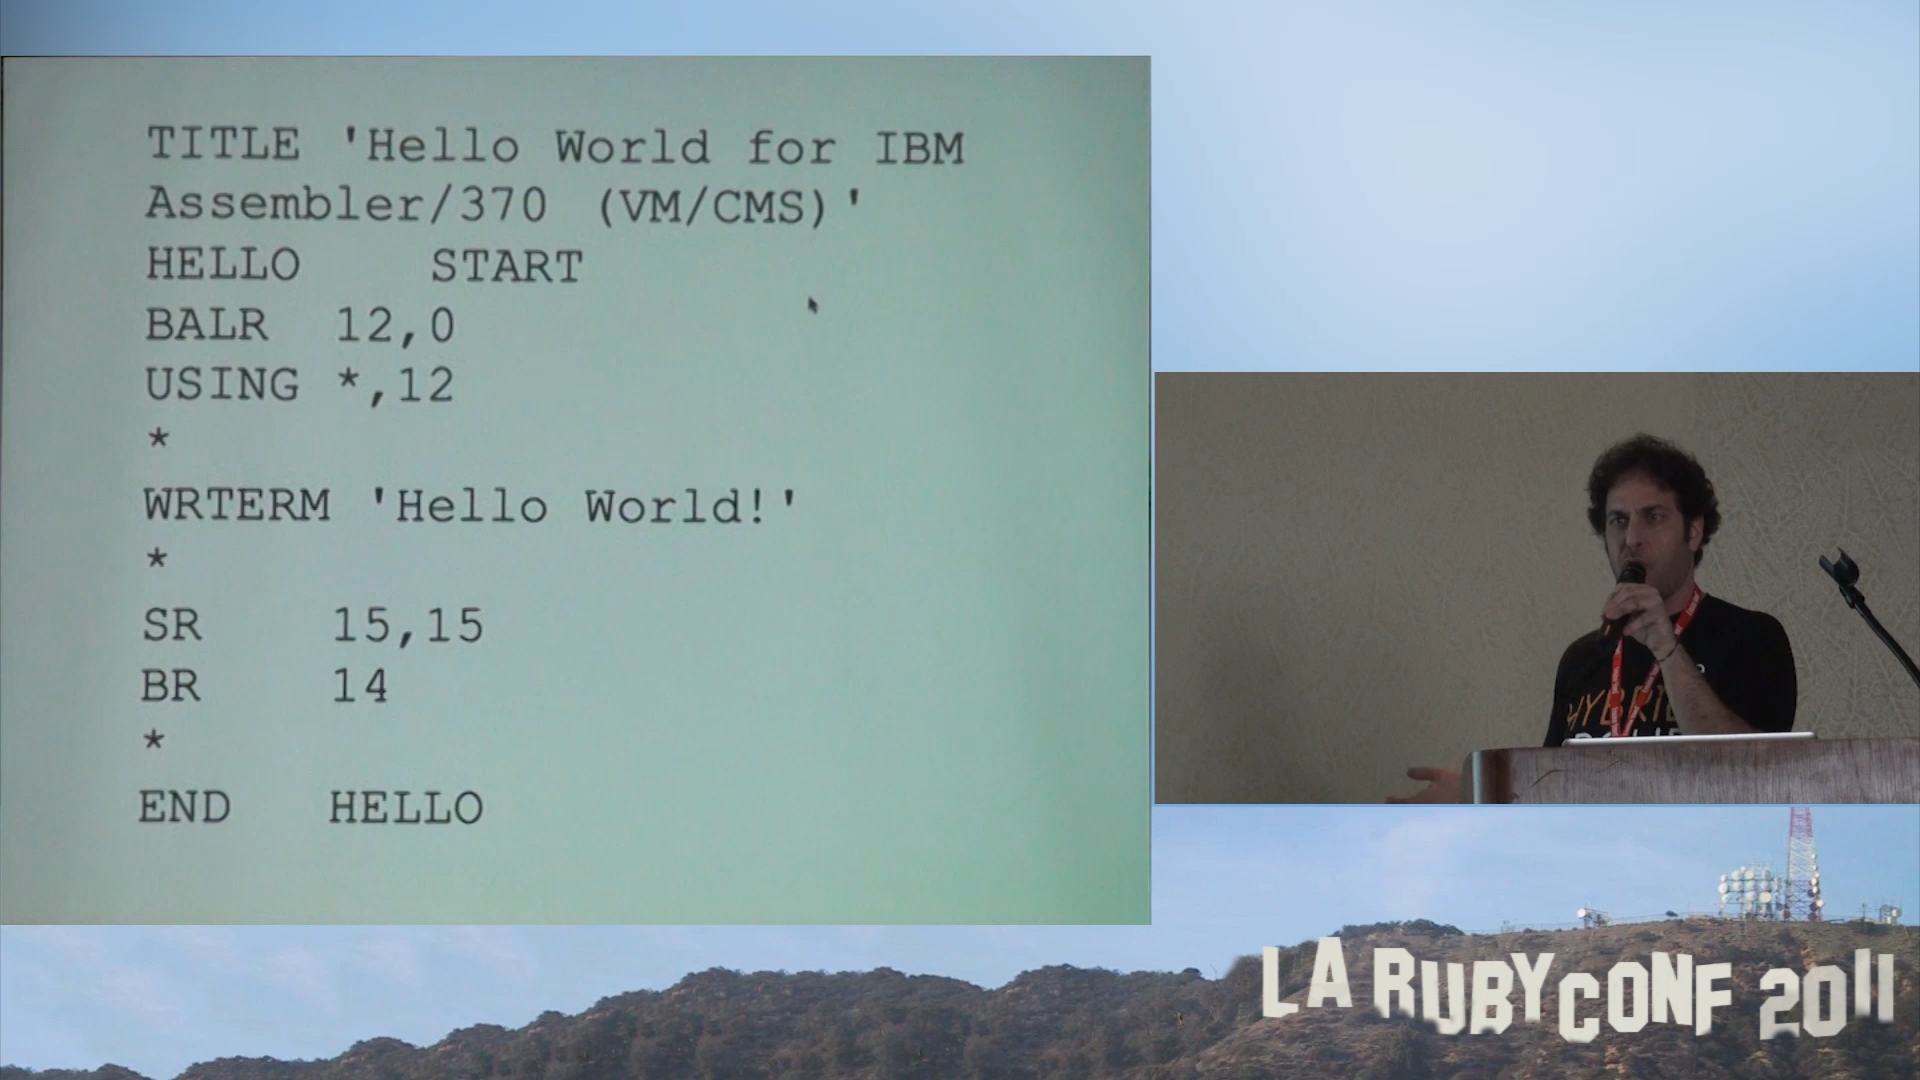 TITLE 'Hello World for IBM
Assembler/370 (VM/CMS)'
HELLO START
BALR 12,0
USING *,12
*
WRTERM 'Hello World!'
*
SR 15,15
BR 14
*
END HELLO
LA RUBYCONF 2011